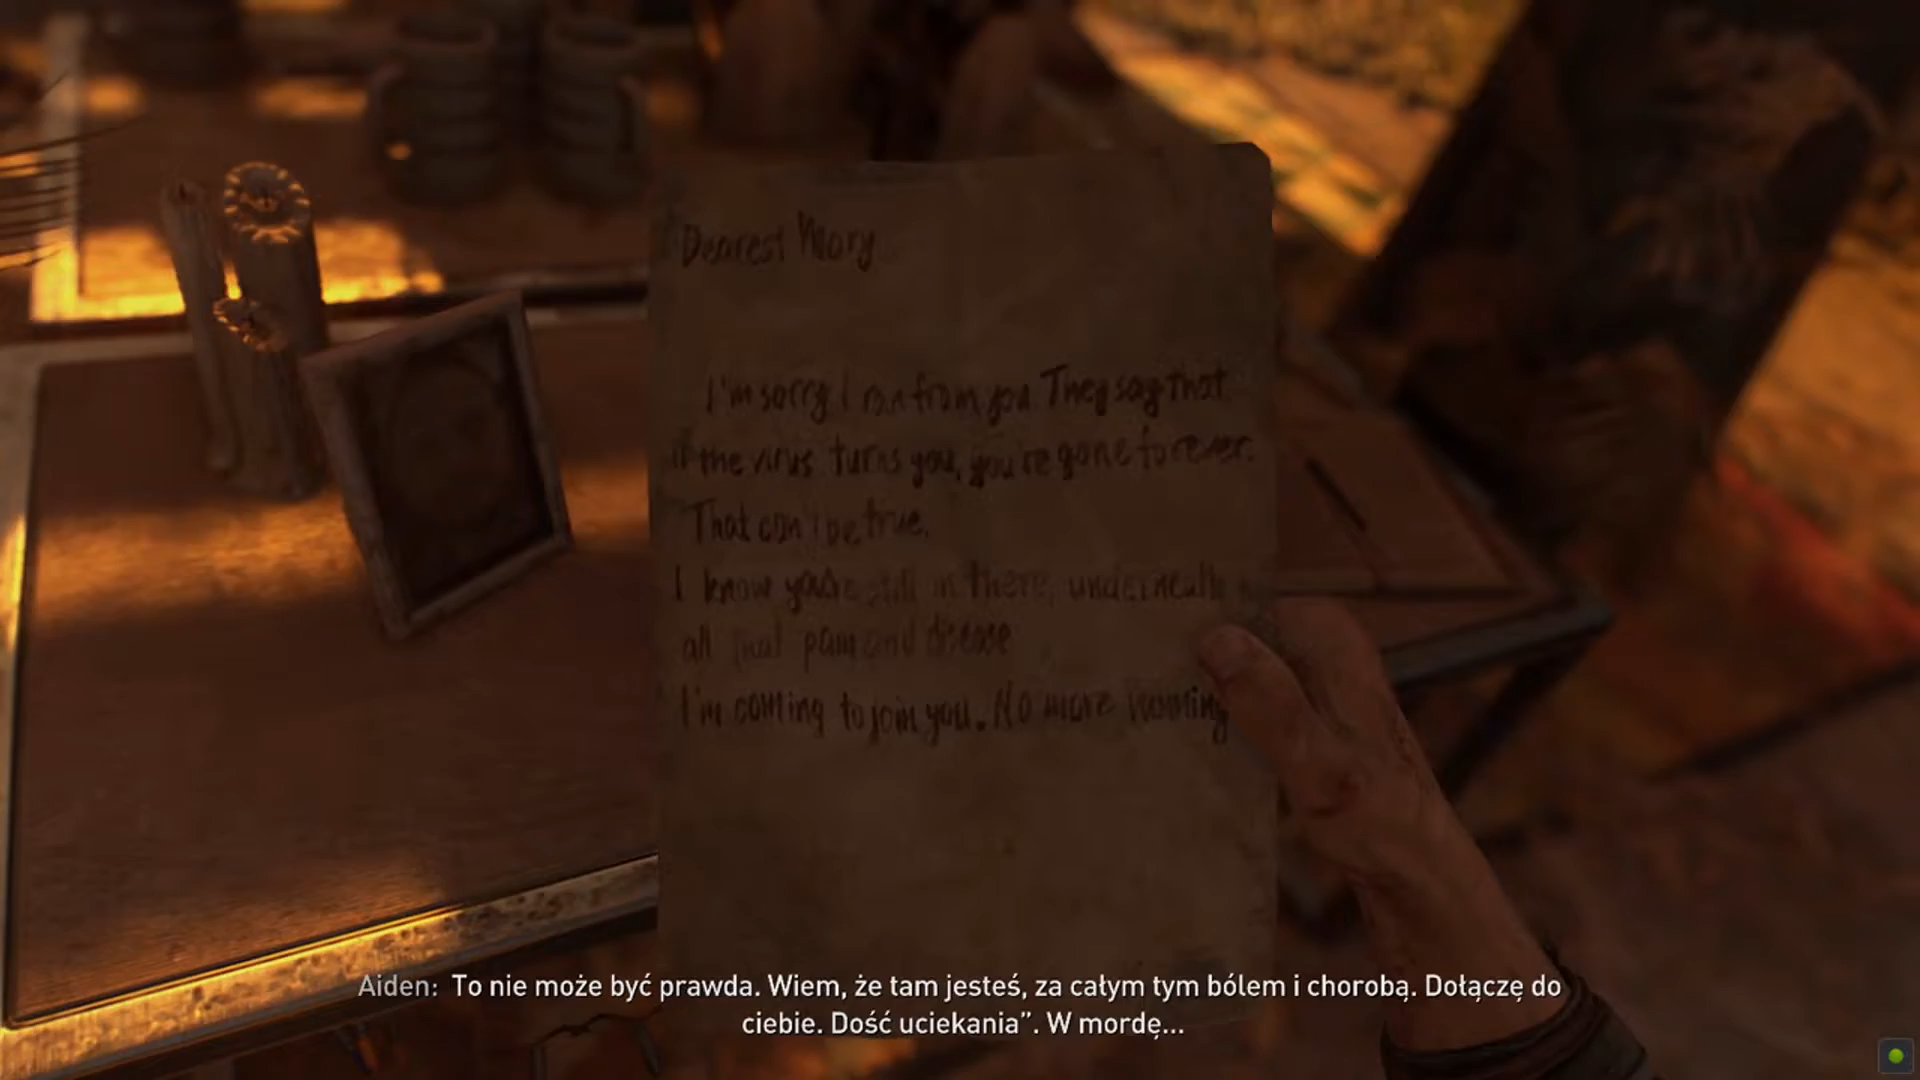 Dearest Mary
I'm sorry I ran from you. They say that
if the virus turns you, you're gone forever.
That can't be true.
I know you're still in there, underneath
all that pain and disease
I'm coming to join you. No more
Aiden: To nie może być prawda. Wiem, że tam jesteś, za całym tym bólem i chorobą. Dołączę do
ciebie. Dość uciekania”. W mordę...